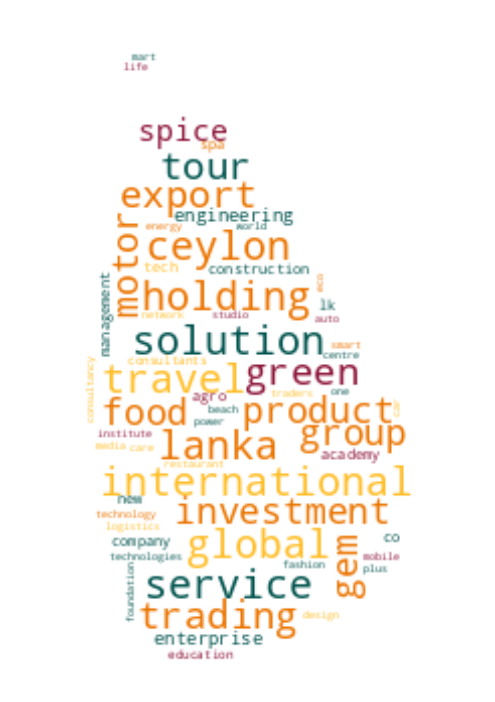 mart
life
spice
spa
tour
export
engineering
motor
energy
world
ceylon
tech
construction
management
holding
eco
lk
network
studio
auto
solution
smart
centre
consultants
consultancy
travel
green
agro
traders
one
car
food
beach
product
power
institute
group
media
care
lanka
academy
restaurant
international
new
investment
technology
logistics
company
global
co
technologies
gem
mobile
fashion
plus
foundation
service
trading
design
enterprise
education